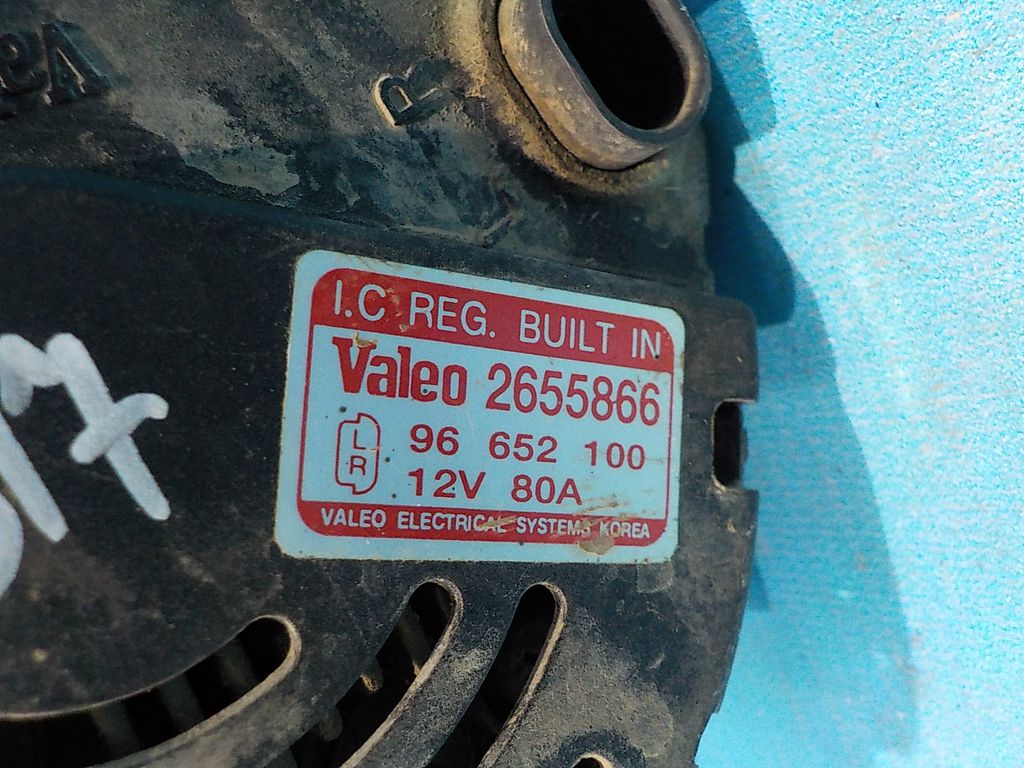 B
I.C REG. BUILT IN
Valeo 2655866
L
R
96 652 100
12V 80A
VALEO ELECTRICAL SYSTEMS KOREA